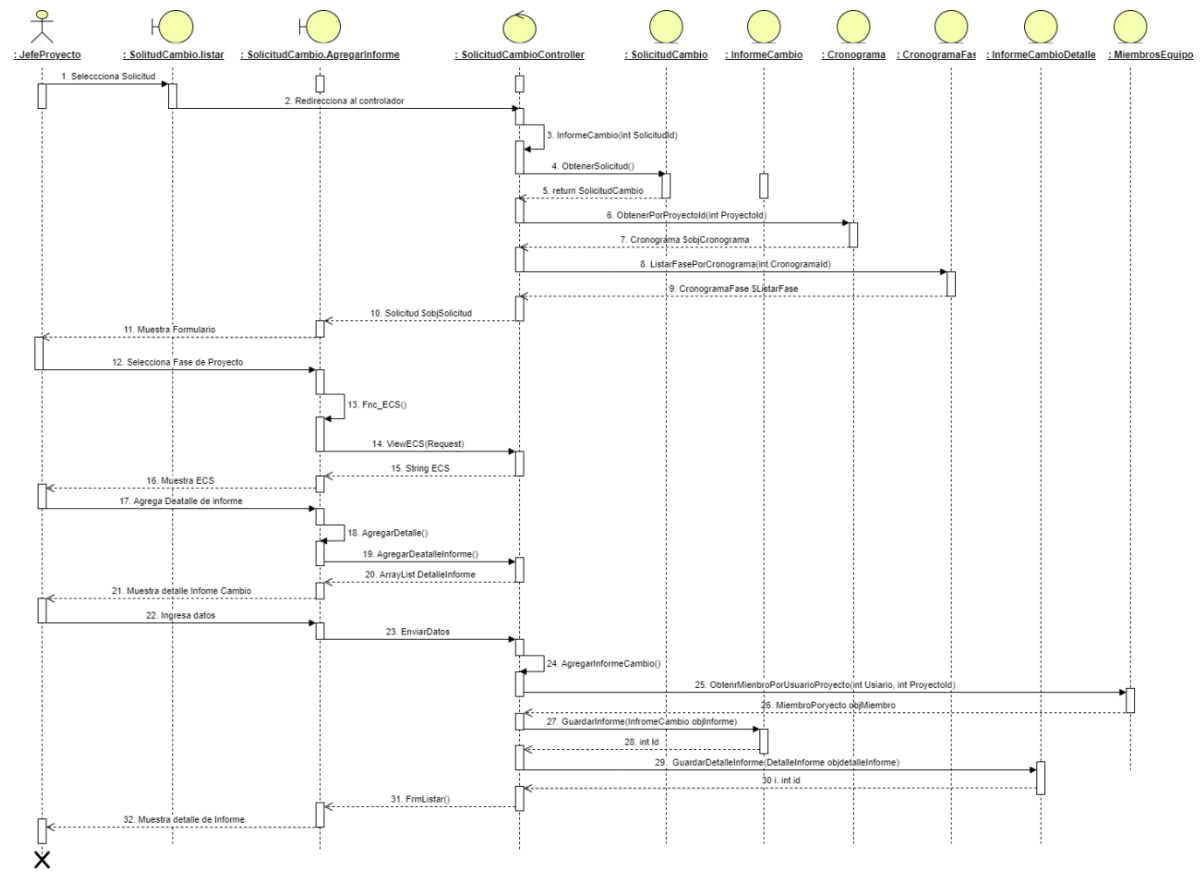 : JefeProyecto
: SolitudCambio.listar
: SolicitudCambio.AgregarInforme
: SolicitudCambioController
: SolicitudCambio
: InformeCambio
: Cronograma
: CronogramaFas
: InformeCambioDetalle
: MiembrosEquipo
1. Seleccciona Solicitud
2. Redirecciona al controlador
3. InformeCambio(int SolicitudId)
4. ObtenerSolicitud()
5. return SolicitudCambio
6. ObtenerPorProyectoId(int ProyectoId)
7. Cronograma $objCronograma
8. ListarFasePorCronograma(int CronogramaId)
9. CronogramaFase $ListarFase
10. Solicitud $objSolicitud
11. Muestra Formulario
12. Selecciona Fase de Proyecto
13. Fnc_ECS()
14. ViewECS(Request)
15. String ECS
16. Muestra ECS
17. Agrega Deatalle de informe
18. AgregarDetalle()
19. AgregarDeatalleInforme()
20. ArrayList DetalleInforme
21. Muestra detalle Infome Cambio
22. Ingresa datos
23. EnviarDatos
24. AgregarInformeCambio()
25. ObtenrMienbroPorUsuarioProyecto(int Usiario, int ProyectoId)
26. MiembroPoryecto objMiembro
27. GuardarInforme(InfromeCambio objInforme)
28. int Id
29. GuardarDetalleInforme(DetalleInforme objdetalleInforme)
30 i. int id
31. FrmListar()
32. Muestra detalle de Informe